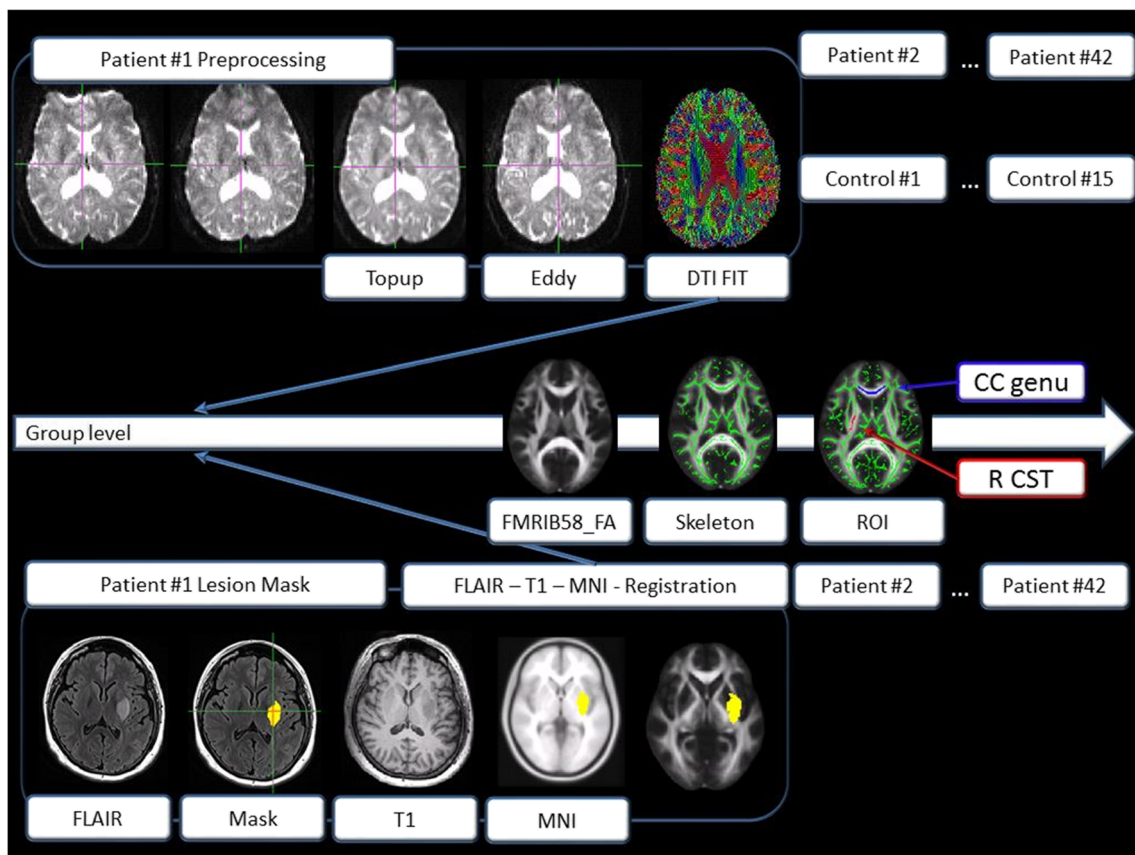 Patient #1 Preprocessing
Patient #2 ... Patient #42
Control #1 ... Control #15
Topup
Eddy
DTI FIT
CC genu
Group level
R CST
FMRIB58_FA
Skeleton
ROI
Patient #1 Lesion Mask
FLAIR – T1 – MNI - Registration
Patient #2 ... Patient #42
FLAIR
Mask
T1
MNI